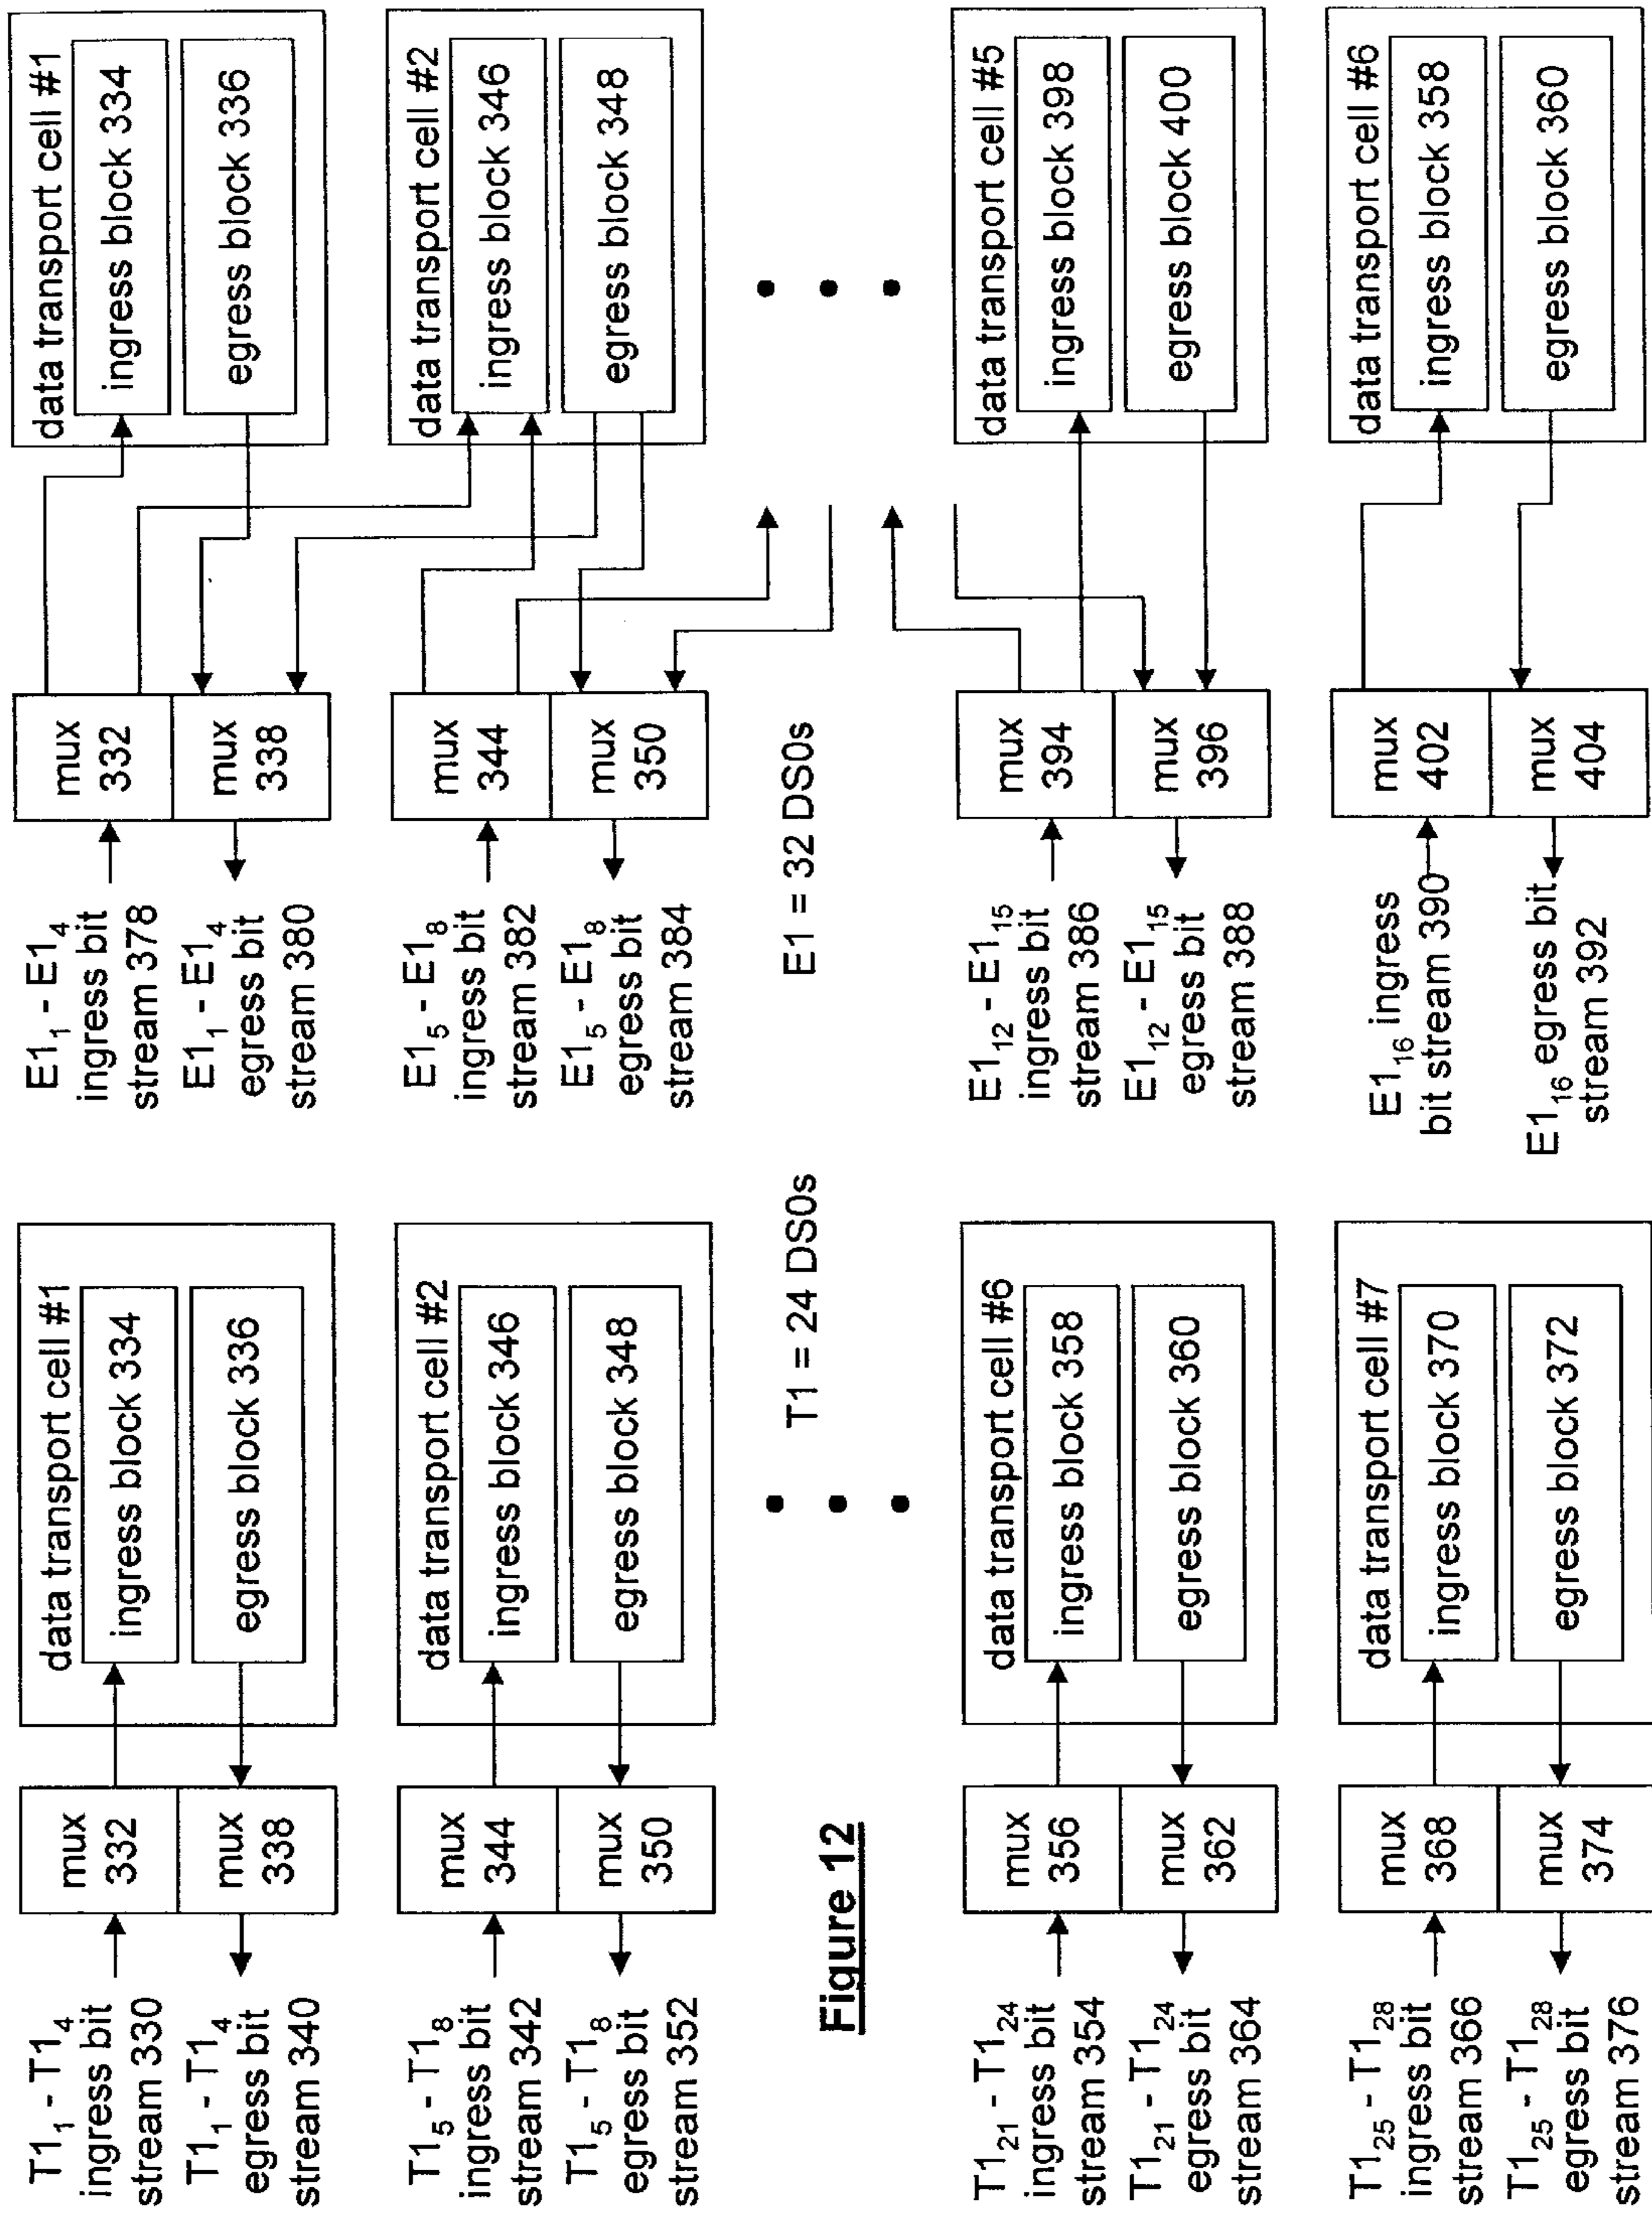 T1₁ - T1₄
ingress bit
stream 330
T1₁ - T1₄
egress bit
stream 340
mux
332
mux
338
data transport cell #1
ingress block 334
egress block 336
T1₅ - T1₈
ingress bit
stream 342
T1₅ - T1₈
egress bit
stream 352
mux
344
mux
350
data transport cell #2
ingress block 346
egress block 348
T1 = 24 DS0s
Figure 12
T1₂₁ - T1₂₄
ingress bit
stream 354
T1₂₁ - T1₂₄
egress bit
stream 364
mux
356
mux
362
data transport cell #6
ingress block 358
egress block 360
T1₂₅ - T1₂₈
ingress bit
stream 366
T1₂₅ - T1₂₈
egress bit
stream 376
mux
368
mux
374
data transport cell #7
ingress block 370
egress block 372
E1₁ - E1₄
ingress bit
stream 378
E1₁ - E1₄
egress bit
stream 380
mux
332
mux
338
data transport cell #1
ingress block 334
egress block 336
E1₅ - E1₈
ingress bit
stream 382
E1₅ - E1₈
egress bit
stream 384
mux
344
mux
350
data transport cell #2
ingress block 346
egress block 348
E1 = 32 DS0s
E1₁₂ - E1₁₅
ingress bit
stream 386
E1₁₂ - E1₁₅
egress bit
stream 388
mux
394
mux
396
data transport cell #5
ingress block 398
egress block 400
E1₁₆ ingress
bit stream 390
E1₁₆ egress bit
stream 392
mux
402
mux
404
data transport cell #6
ingress block 358
egress block 360